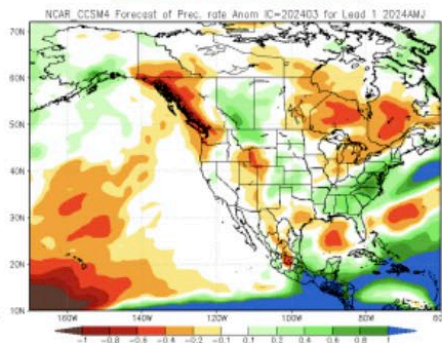 NCAR_CCSM4 Forecast of Prec. rate Anom IC=202403 for Lead 1 2024AMJ
70N
60N
50N
40N
30N
20N
10N
160W 140W 120W 100W 80W 60W
-1 -0.8 -0.6 -0.4 -0.2 -0.1 0.1 0.2 0.4 0.6 0.8 1